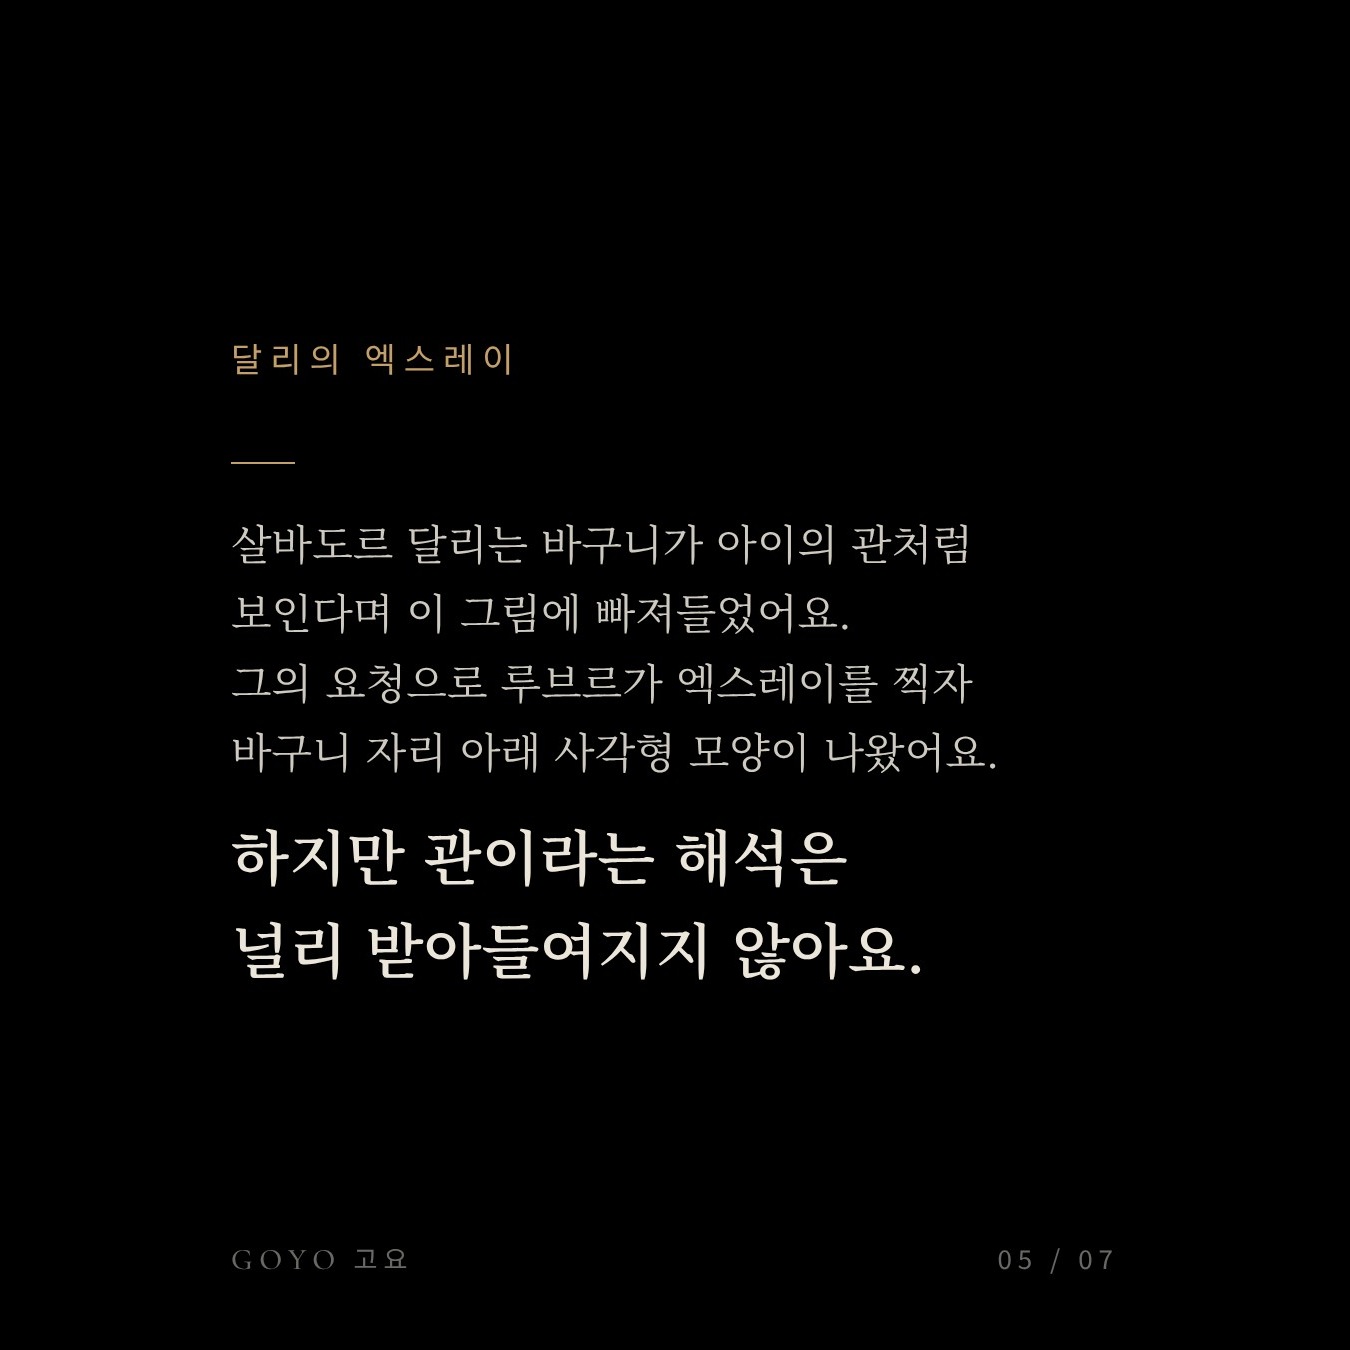 달리의 엑스레이
살바도르 달리는 바구니가 아이의 관처럼
보인다며 이 그림에 빠져들었어요.
그의 요청으로 루브르가 엑스레이를 찍자
바구니 자리 아래 사각형 모양이 나왔어요.
하지만 관이라는 해석은
널리 받아들여지지 않아요.
GOYO 고요
05 / 07